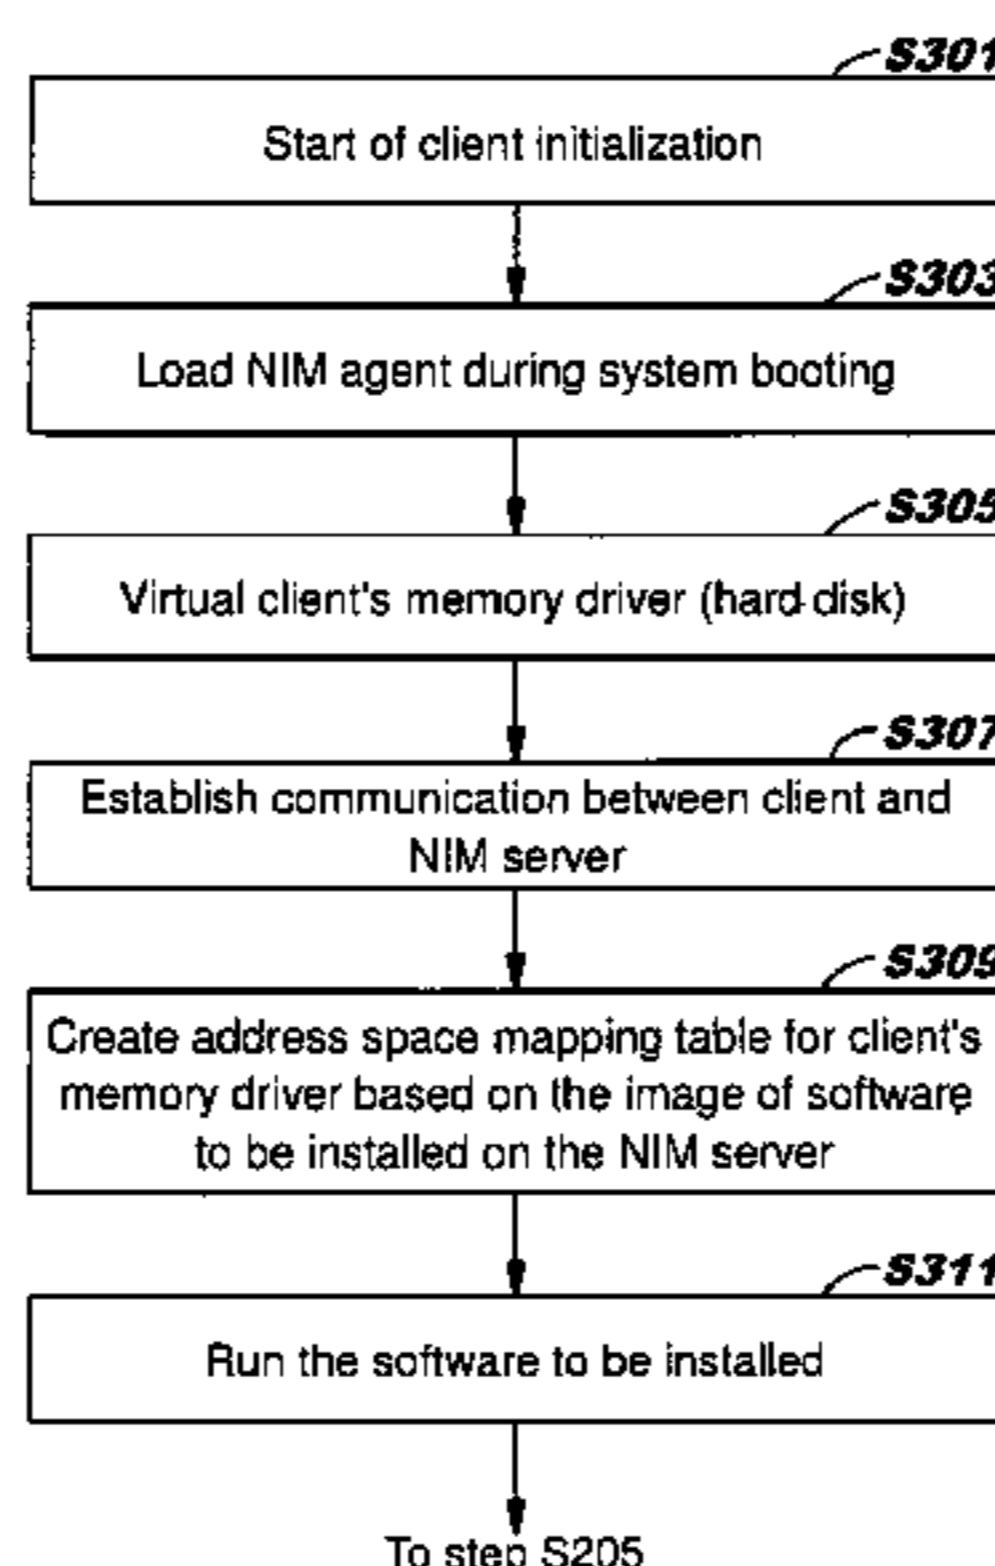 S301
Start of client initialization
S303
Load NIM agent during system booting
S305
Virtual client's memory driver (hard disk)
S307
Establish communication between client and
NIM server
S309
Create address space mapping table for client's
memory driver based on the image of software
to be installed on the NIM server
S311
Run the software to be installed
To step S205